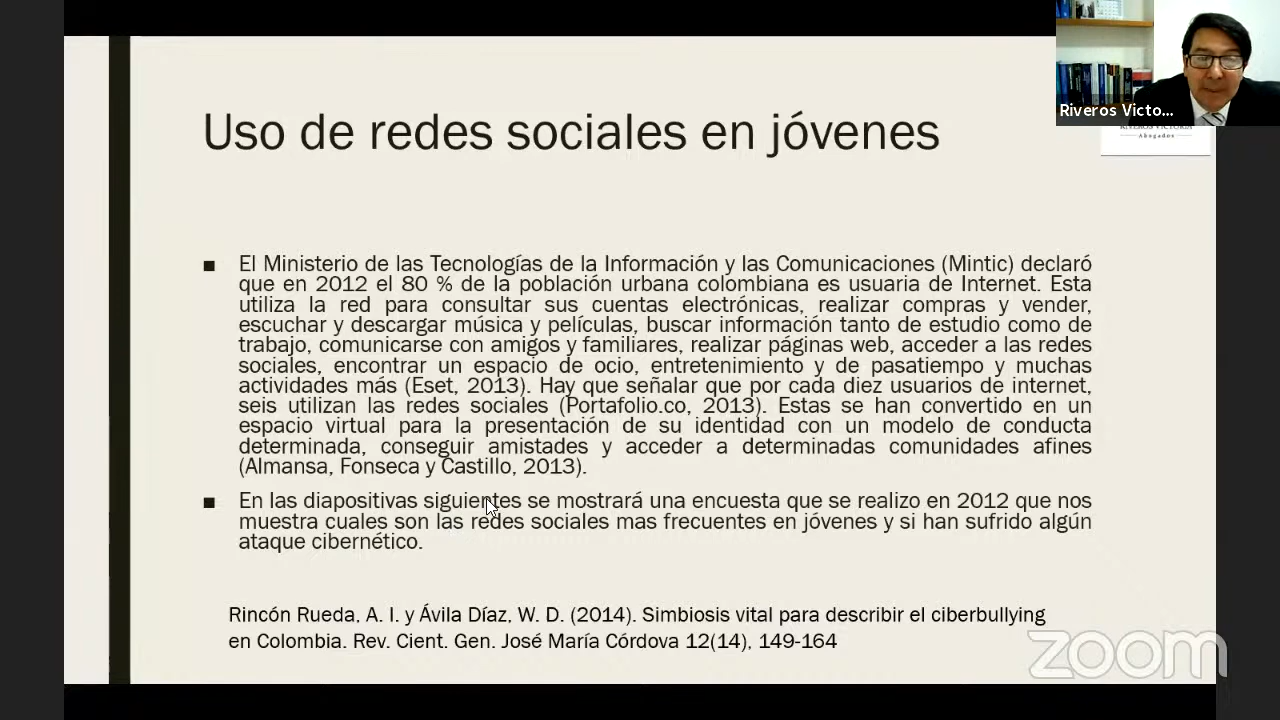 Riveros Victo...
RIVEROS VICTORIA
Abogados
Uso de redes sociales en jóvenes
El Ministerio de las Tecnologías de la Información y las Comunicaciones (Mintic) declaró
que en 2012 el 80 % de la población urbana colombiana es usuaria de Internet. Esta
utiliza la red para consultar sus cuentas electrónicas, realizar compras y vender,
escuchar y descargar música y películas, buscar información tanto de estudio como de
trabajo, comunicarse con amigos y familiares, realizar páginas web, acceder a las redes
sociales, encontrar un espacio de ocio, entretenimiento y de pasatiempo y muchas
actividades más (Eset, 2013). Hay que señalar que por cada diez usuarios de internet,
seis utilizan las redes sociales (Portafolio.co, 2013). Estas se han convertido en un
espacio virtual para la presentación de su identidad con un modelo de conducta
determinada, conseguir amistades y acceder a determinadas comunidades afines
(Almansa, Fonseca y Castillo, 2013).
En las diapositivas siguientes se mostrará una encuesta que se realizo en 2012 que nos
muestra cuales son las redes sociales mas frecuentes en jóvenes y si han sufrido algún
ataque cibernético.
Rincón Rueda, A. I. y Ávila Díaz, W. D. (2014). Simbiosis vital para describir el ciberbullying
en Colombia. Rev. Cient. Gen. José María Córdova 12(14), 149-164
zoom